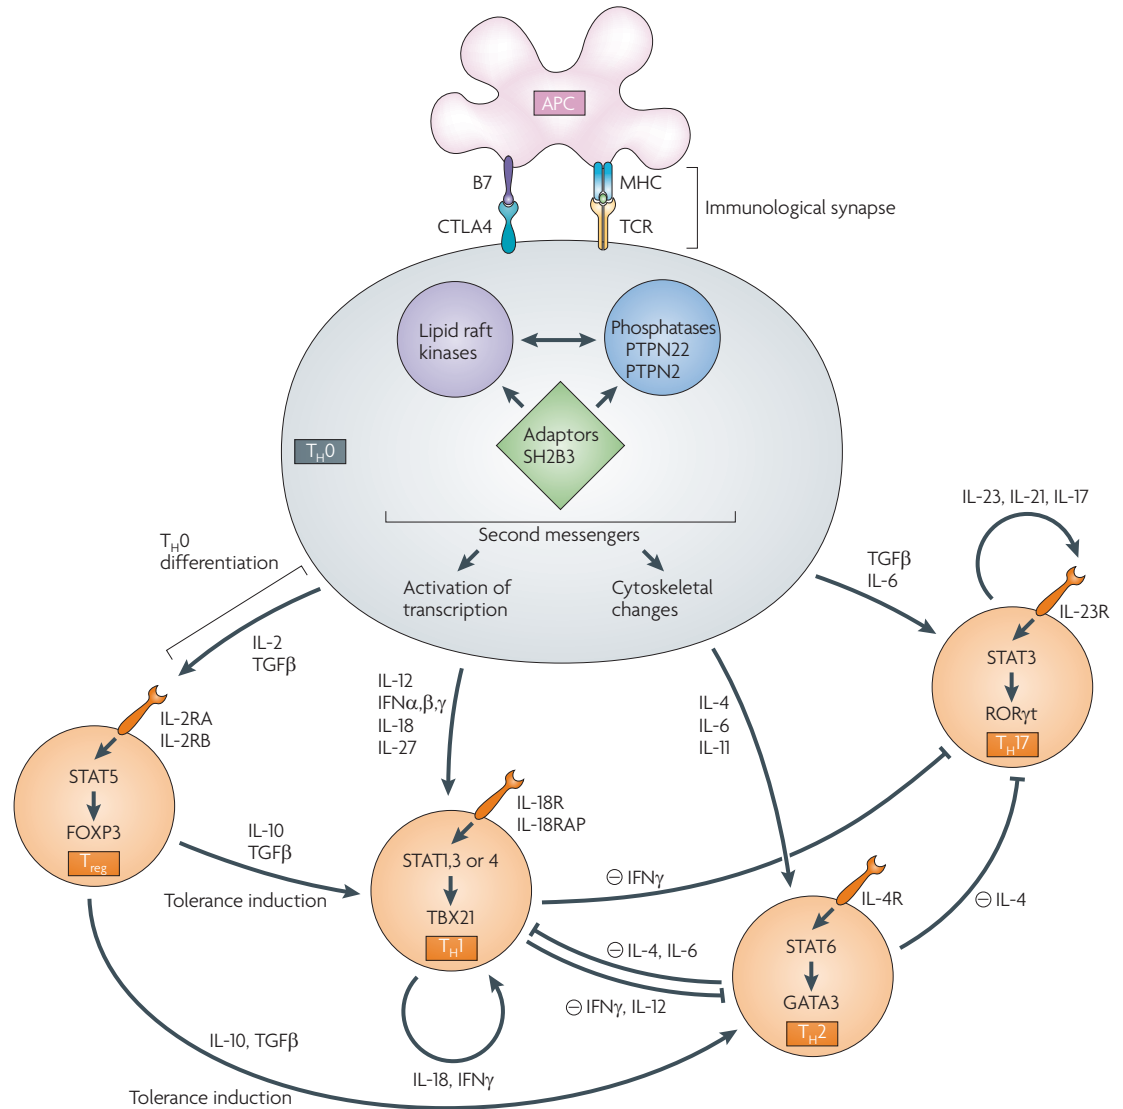 APC
B7
MHC
Immunological synapse
CTLA4
TCR
Lipid raft
kinases
Phosphatases
PTPN22
PTPN2
Adaptors
SH2B3
TH0
Second messengers
Activation of
transcription
Cytoskeletal
changes
TH0
differentiation
IL-2
TGFβ
IL-2RA
IL-2RB
STAT5
FOXP3
Treg
IL-12
IFNα,β,γ
IL-18
IL-27
IL-4
IL-6
IL-11
TGFβ
IL-6
IL-23, IL-21, IL-17
IL-23R
STAT3
RORγt
TH17
IL-10
TGFβ
Tolerance induction
IL-18R
IL-18RAP
STAT1,3 or 4
TBX21
TH1
⊖ IFNγ
⊖ IL-4
IL-4R
STAT6
GATA3
TH2
⊖ IL-4, IL-6
⊖ IFNγ, IL-12
IL-18, IFNγ
IL-10, TGFβ
Tolerance induction